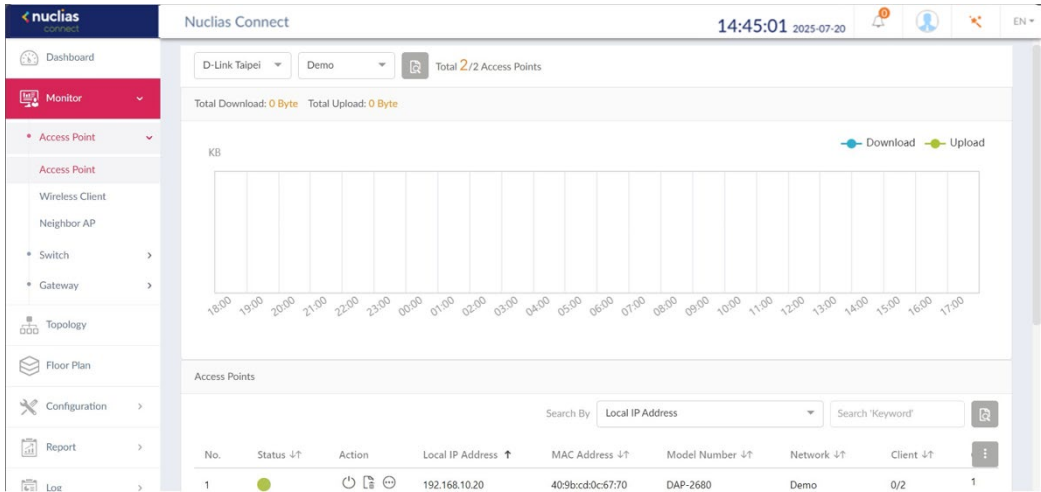 nuclias
connect
Nuclias Connect
14:45:01 2025-07-20
0
EN
Dashboard
Monitor
Access Point
Access Point
Wireless Client
Neighbor AP
Switch
Gateway
Topology
Floor Plan
Configuration
Report
Log
D-Link Taipei
Demo
Total 2/2 Access Points
Total Download: 0 Byte Total Upload: 0 Byte
Download Upload
KB
18:00 19:00 20:00 21:00 22:00 23:00 00:00 01:00 02:00 03:00 04:00 05:00 06:00 07:00 08:00 09:00 10:00 11:00 12:00 13:00 14:00 15:00 16:00 17:00
Access Points
Search By Local IP Address Search 'Keyword'
No. Status ↓↑ Action Local IP Address ↑ MAC Address ↓↑ Model Number ↓↑ Network ↓↑ Client ↓↑
1 192.168.10.20 40:9b:cd:0c:67:70 DAP-2680 Demo 0/2 1